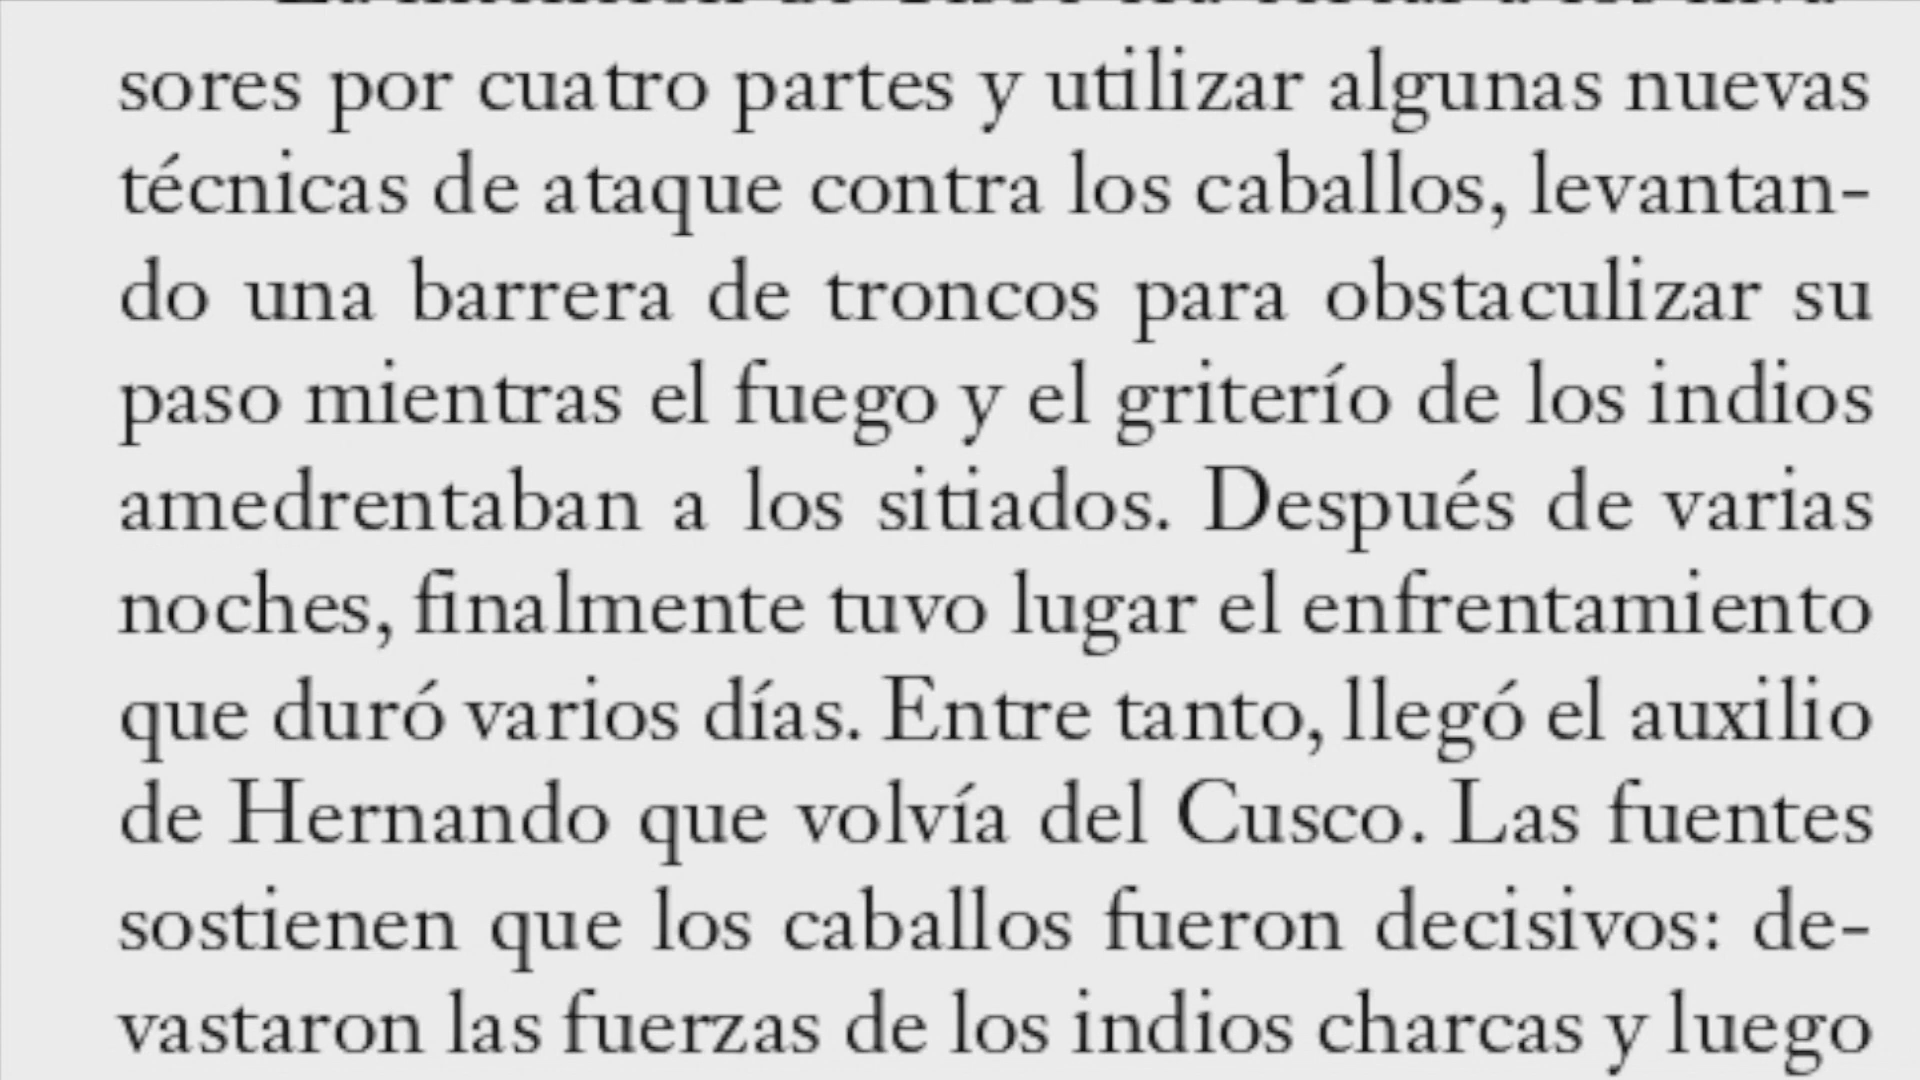 sores por cuatro partes y utilizar algunas nuevas
técnicas de ataque contra los caballos, levantan-
do una barrera de troncos para obstaculizar su
paso mientras el fuego y el griterío de los indios
amedrentaban a los sitiados. Después de varias
noches, finalmente tuvo lugar el enfrentamiento
que duró varios días. Entre tanto, llegó el auxilio
de Hernando que volvía del Cusco. Las fuentes
sostienen que los caballos fueron decisivos: de-
vastaron las fuerzas de los indios charcas y luego